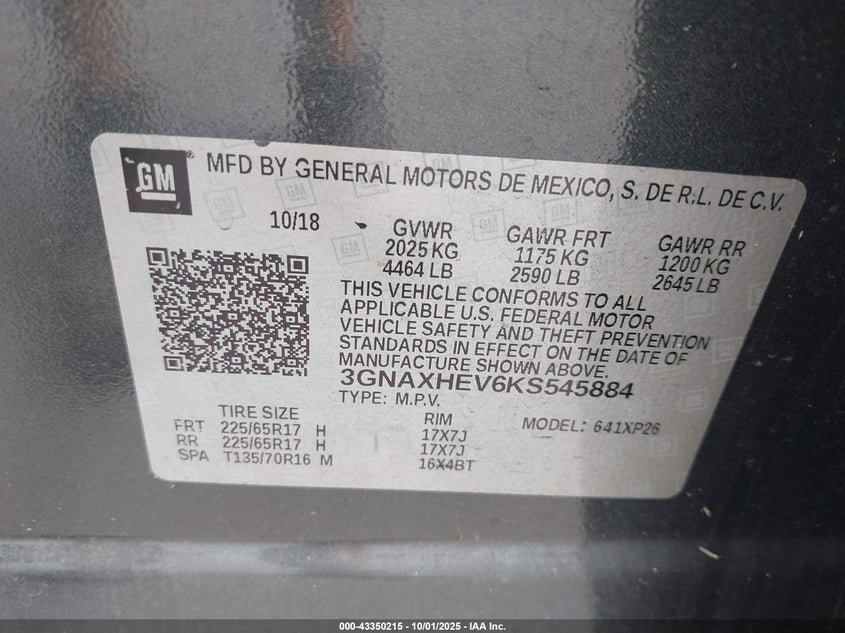 GM
MFD BY GENERAL MOTORS DE MEXICO, S. DE R.L. DE C.V.
10/18
GVWR GAWR FRT GAWR RR
2025 KG 1175 KG 1200 KG
4464 LB 2590 LB 2645 LB
THIS VEHICLE CONFORMS TO ALL
APPLICABLE U.S. FEDERAL MOTOR
VEHICLE SAFETY AND THEFT PREVENTION
STANDARDS IN EFFECT ON THE DATE OF
MANUFACTURE SHOWN ABOVE.
3GNAXHEV6KS545884
TYPE: M.P.V.
TIRE SIZE RIM MODEL: 641XP26
FRT 225/65R17 H 17X7J
RR 225/65R17 H 17X7J
SPA T135/70R16 M 16X4BT
000-43350215 - 10/01/2025 - IAA Inc.